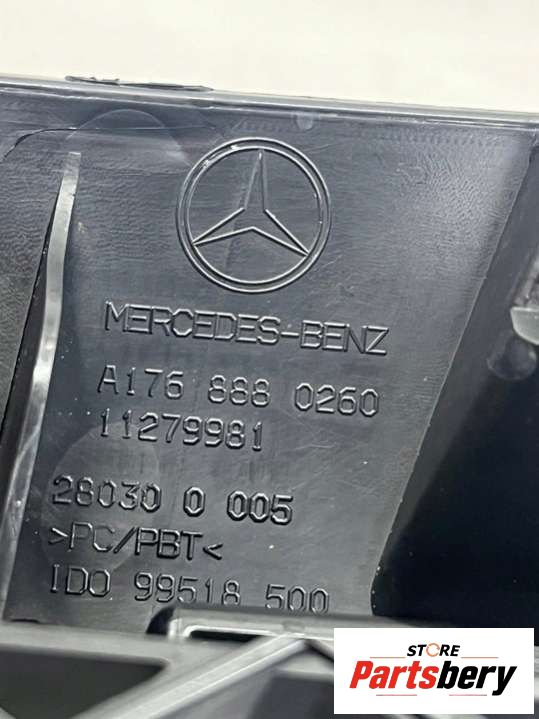 MERCEDES-BENZ
A176 888 0260
11279981
28030 0 005
>PC/PBT<
IDO 99518 500
STORE
Partsbery